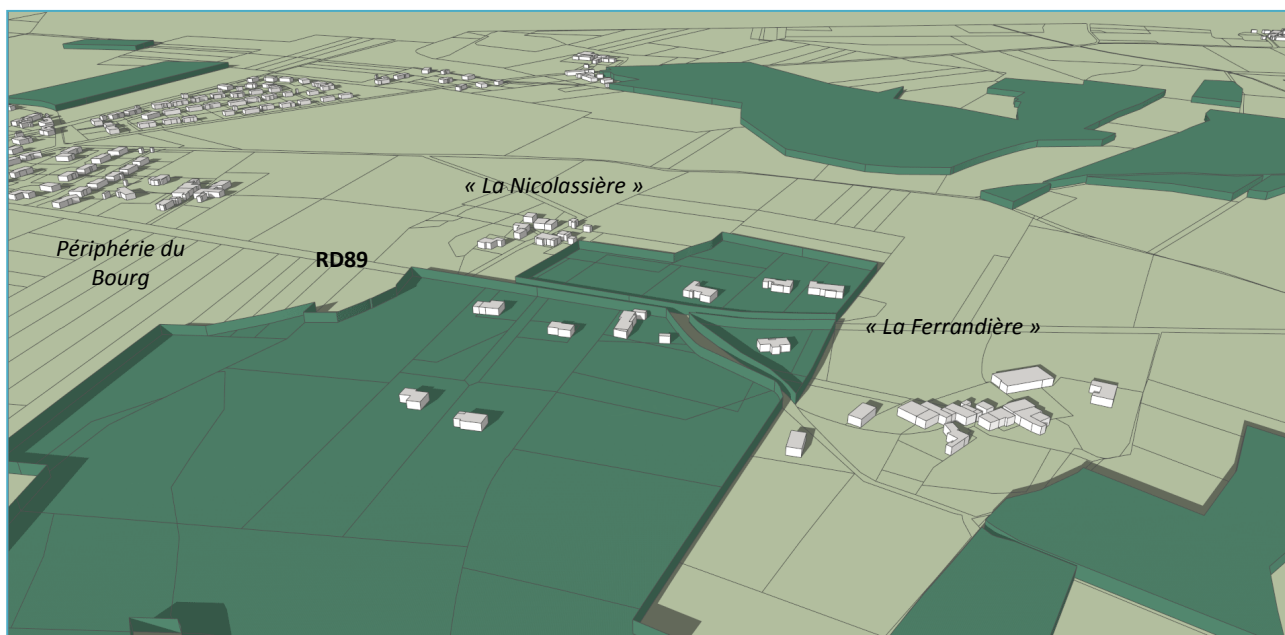 « La Nicolassière »
Périphérie du
Bourg
RD89
« La Ferrandière »